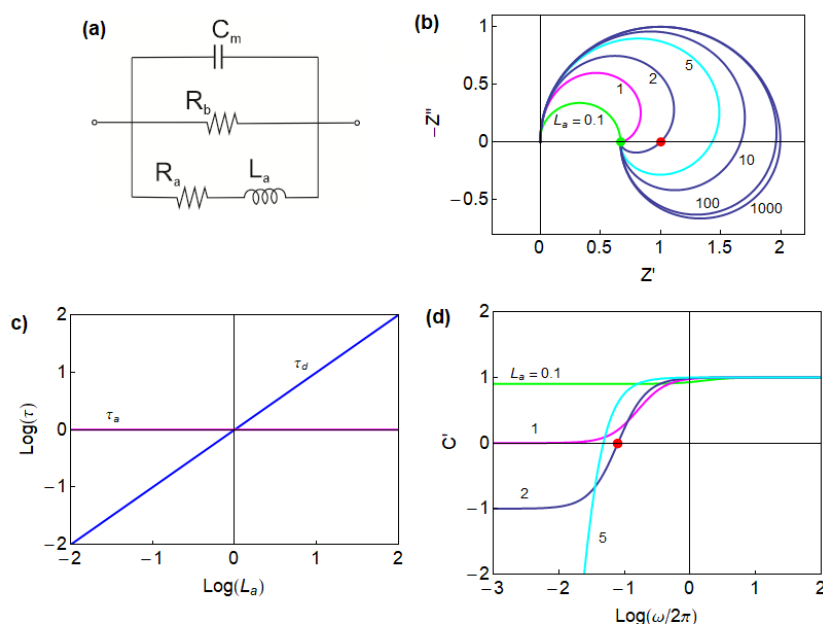 (a)
C_m
R_b
R_a
L_a
(b)
1
0.5
0
−0.5
−Z''
0
0.5
1
1.5
2
Z'
5
2
1
L_a = 0.1
10
100
1000
c)
2
1
0
−1
−2
Log(τ)
−2
−1
0
1
2
Log(L_a)
τ_a
τ_d
(d)
2
1
0
−1
−2
C'
−3
−2
−1
0
1
2
Log(ω/2π)
L_a = 0.1
1
2
5